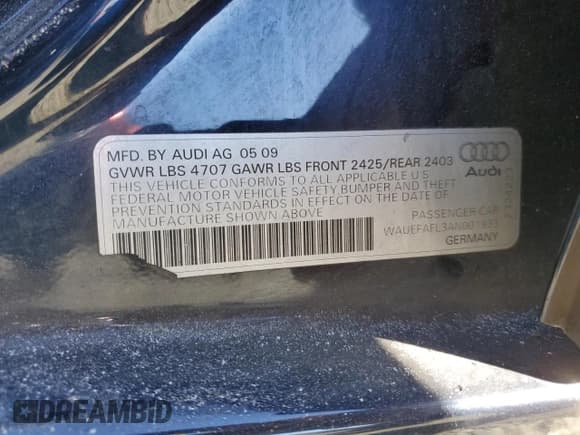 MFD. BY AUDI AG 05 09
GVWR LBS 4707 GAWR LBS FRONT 2425/REAR 2403
THIS VEHICLE CONFORMS TO ALL APPLICABLE U S
FEDERAL MOTOR VEHICLE SAFETY,BUMPER AND THEFT
PREVENTION STANDARDS IN EFFECT ON THE DATE OF
MANUFACTURE SHOWN ABOVE
Audi
PASSENGER CAR
GERMANY
DREAMBID